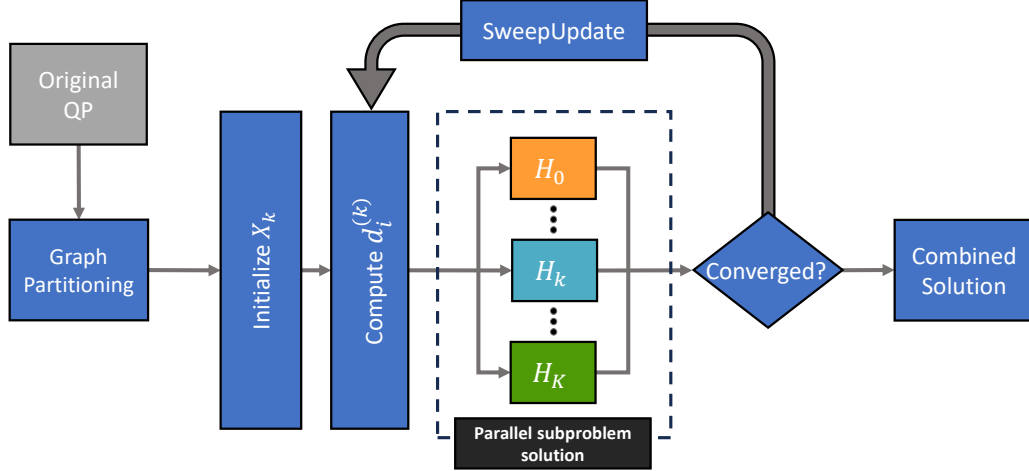 SweepUpdate
Original
QP
Graph
Partitioning
Initialize X_k
Compute d_i^{(k)}
H_0
H_k
H_K
Parallel subproblem
solution
Converged?
Combined
Solution